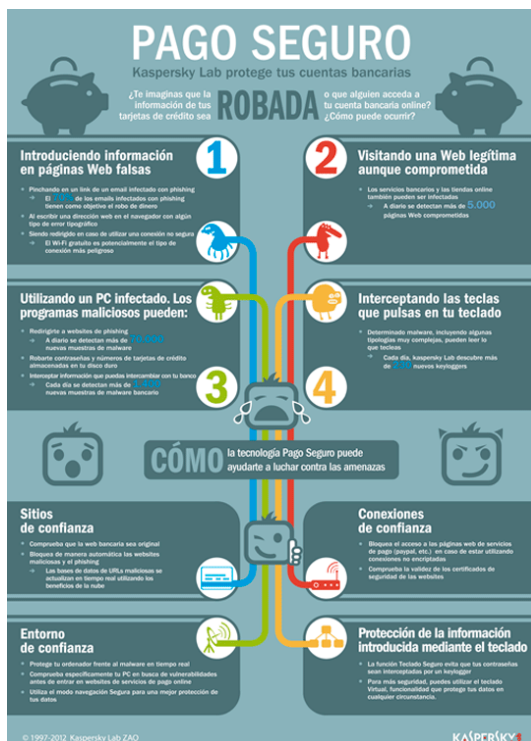 PAGO SEGURO
Kaspersky Lab protege tus cuentas bancarias
¿Te imaginas que la
información de tus
tarjetas de crédito sea
ROBADA
o que alguien acceda a
tu cuenta bancaria online?
¿Cómo puede ocurrir?
Introduciendo información
en páginas Web falsas
1
Pinchando en un link de un email infectado con phishing
El de los emails infectados con phishing
tienen como objetivo el robo de dinero
Al escribir una dirección web en el navegador con algún
tipo de error tipográfico
Siendo redirigido en caso de utilizar una conexión no segura
El Wi-Fi gratuito es potencialmente el tipo de
conexión más peligroso
2
Visitando una Web legítima
aunque comprometida
Los servicios bancarios y las tiendas online
también pueden ser infectadas
A diario se detectan más de 5.000
páginas Web comprometidas
Utilizando un PC infectado. Los
programas maliciosos pueden:
Redirigirte a websites de phishing
A diario se detectan más de
nuevas muestras de malware
Robarte contraseñas y números de tarjetas de crédito
almacenadas en tu disco duro
Interceptar información que puedas intercambiar con tu banco
Cada día se detectan más de
nuevas muestras de malware bancario
3
Interceptando las teclas
que pulsas en tu teclado
Determinado malware, incluyendo algunas
tipologías muy complejas, pueden leer lo
que tecleas
Cada día, kaspersky Lab descubre más
de nuevos keyloggers
4
CÓMO
la tecnología Pago Seguro puede
ayudarte a luchar contra las amenazas
Sitios
de confianza
Comprueba que la web bancaria sea original
Bloquea de manera automática las websites
maliciosas y el phishing
Las bases de datos de URLs maliciosas se
actualizan en tiempo real utilizando los
beneficios de la nube
Conexiones
de confianza
Bloquea el acceso a las páginas web de servicios
de pago (paypal, etc.) en caso de estar utilizando
conexiones no encriptadas
Comprueba la validez de los certificados de
seguridad de las websites
Entorno
de confianza
Protege tu ordenador frente al malware en tiempo real
Comprueba específicamente tu PC en busca de vulnerabilidades
antes de entrar en websites de servicios de pago online
Utiliza el modo navegación Segura para una mejor protección de
tus datos
Protección de la información
introducida mediante el teclado
La función Teclado Seguro evita que tus contraseñas
sean interceptadas por un keylogger
Para más seguridad, puedes utilizar el teclado
Virtual, funcionalidad que protege tus datos en
cualquier circunstancia.
© 1997-2012 Kaspersky Lab ZAO
KASPERSKY